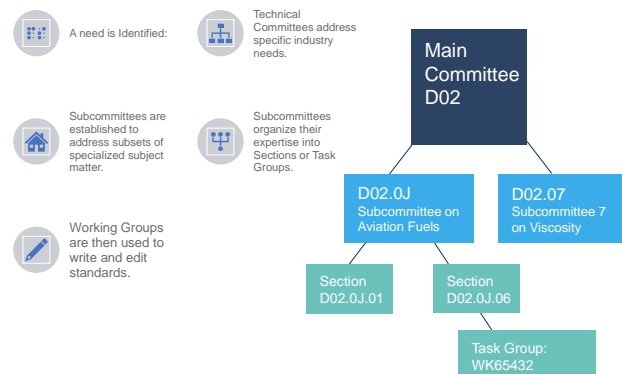 A need is Identified:
Technical
Committees address
specific industry
needs.
Subcommittees are
established to
address subsets of
specialized subject
matter.
Subcommittees
organize their
expertise into
Sections or Task
Groups.
Working Groups
are then used to
write and edit
standards.
Main
Committee
D02
D02.0J
Subcommittee on
Aviation Fuels
D02.07
Subcommittee 7
on Viscosity
Section
D02.0J.01
Section
D02.0J.06
Task Group:
WK65432